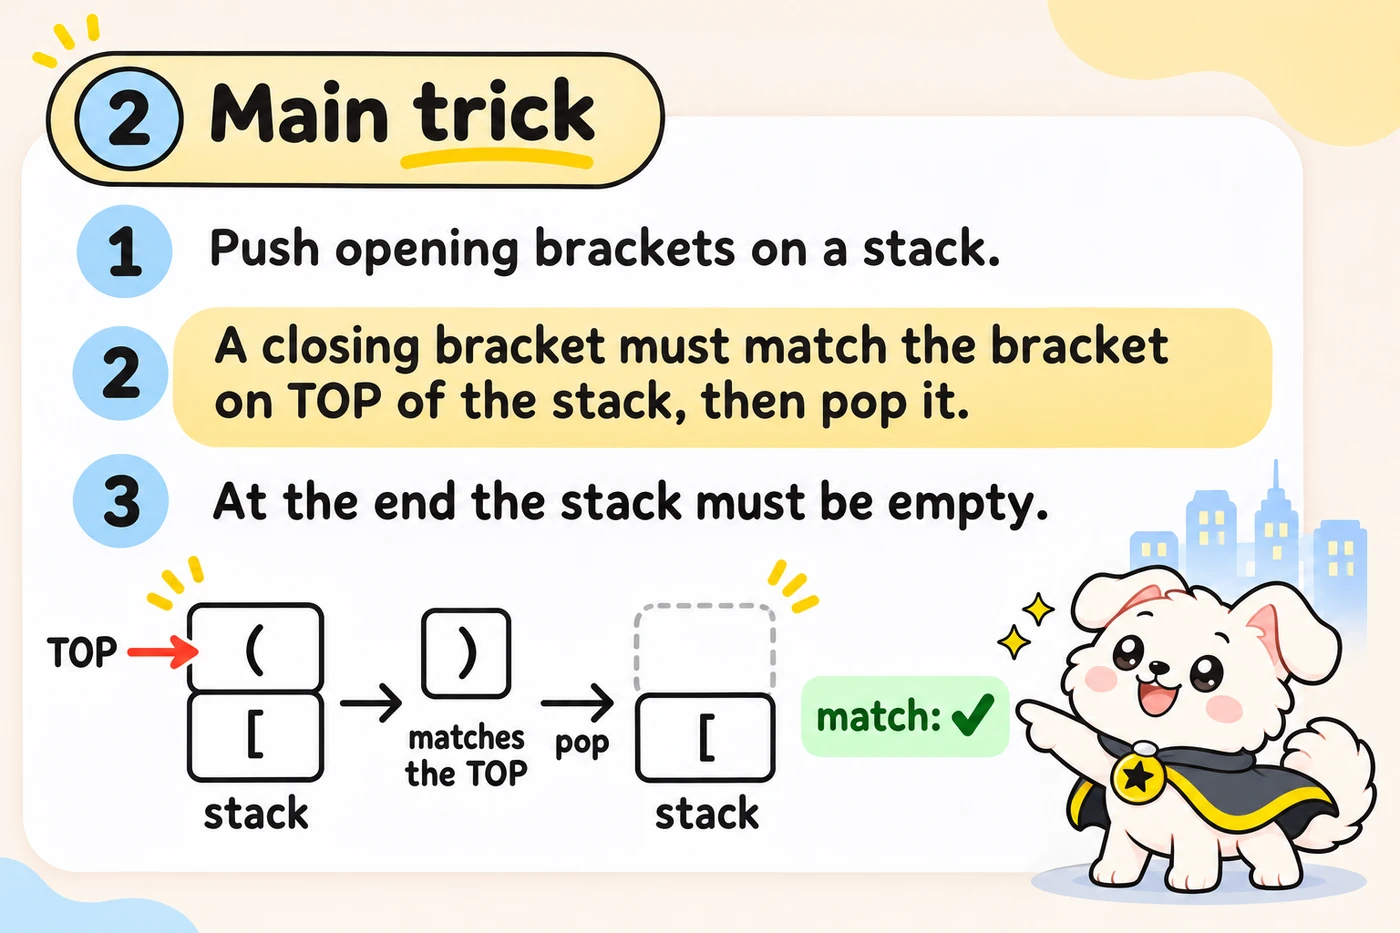 2 Main trick
1 Push opening brackets on a stack.
2 A closing bracket must match the bracket
on TOP of the stack, then pop it.
3 At the end the stack must be empty.
TOP
(
[
stack
)
matches
the TOP
pop
[
stack
match: ✔